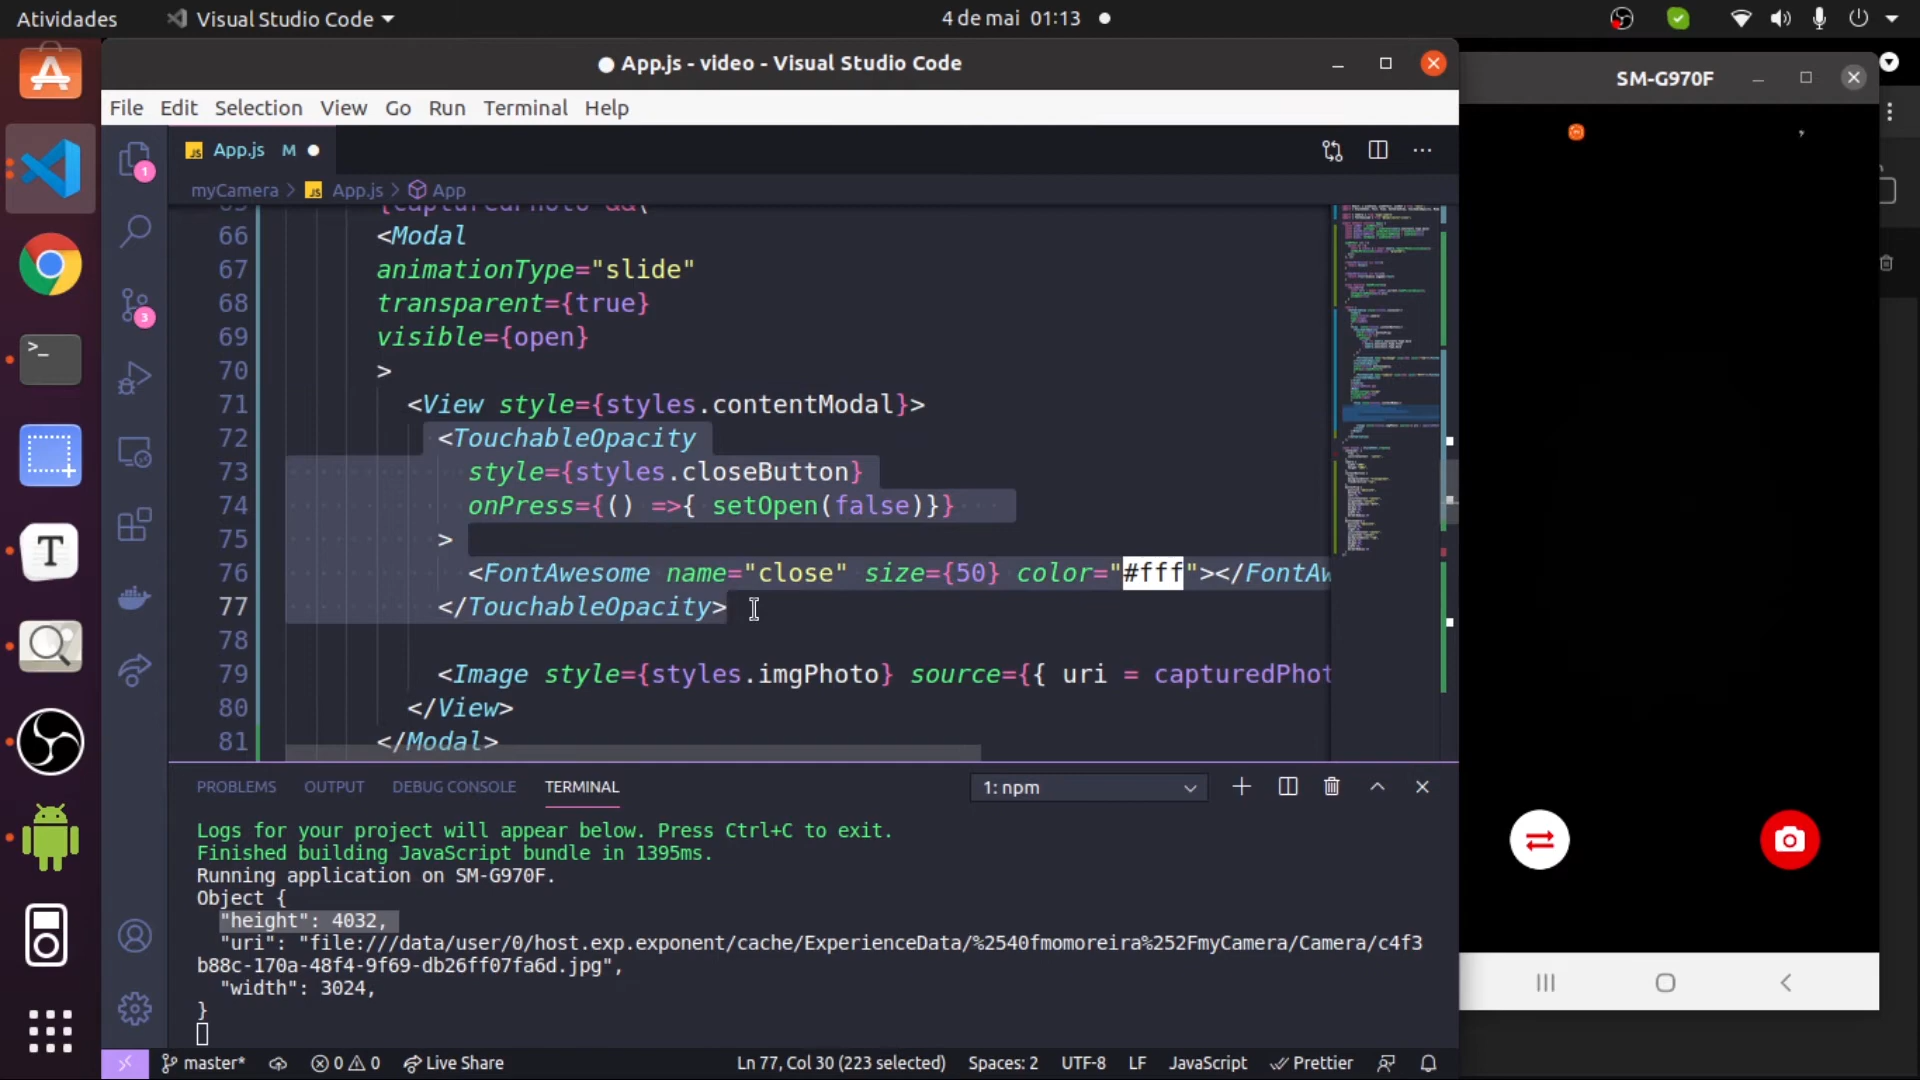 Atividades
Visual Studio Code
4 de mai 01:13
App.js - video - Visual Studio Code
SM-G970F
File Edit Selection View Go Run Terminal Help
JS App.js M
myCamera > JS App.js > App
66 <Modal
67 animationType="slide"
68 transparent={true}
69 visible={open}
70 >
71 <View style={styles.contentModal}>
72 <TouchableOpacity
73 style={styles.closeButton}
74 onPress={() =>{ setOpen(false)}}
75 >
76 <FontAwesome name="close" size={50} color="#fff"></FontAw
77 </TouchableOpacity>
78
79 <Image style={styles.imgPhoto} source={{ uri = capturedPhot
80 </View>
81 </Modal>
1
3
PROBLEMS OUTPUT DEBUG CONSOLE TERMINAL
1: npm
Logs for your project will appear below. Press Ctrl+C to exit.
Finished building JavaScript bundle in 1395ms.
Running application on SM-G970F.
Object {
"height": 4032,
"uri": "file:///data/user/0/host.exp.exponent/cache/ExperienceData/%2540fmomoreira%252FmyCamera/Camera/c4f3
b88c-170a-48f4-9f69-db26ff07fa6d.jpg",
"width": 3024,
}
master* 0 0 Live Share Ln 77, Col 30 (223 selected) Spaces: 2 UTF-8 LF JavaScript Prettier